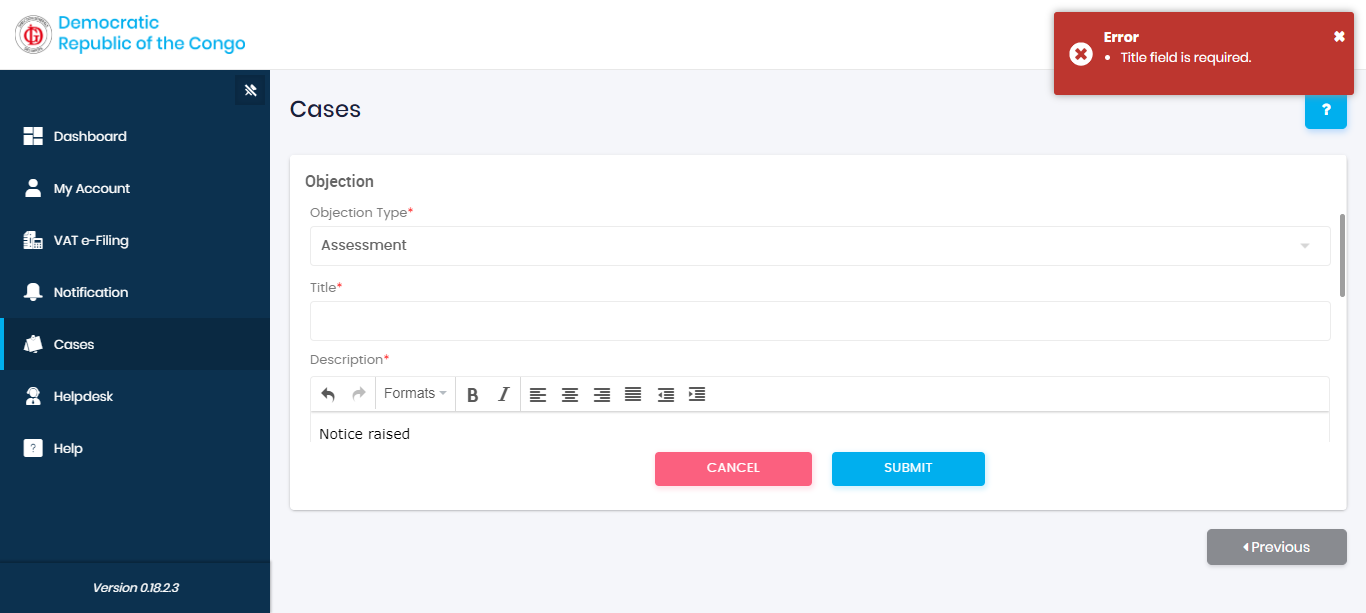 Democratic
Republic of the Congo
Error
Title field is required.
Dashboard
My Account
VAT e-Filing
Notification
Cases
Helpdesk
Help
Version 0.18.2.3
Cases
?
Objection
Objection Type*
Assessment
Title*
Description*
Formats
B I
Notice raised
CANCEL
SUBMIT
Previous